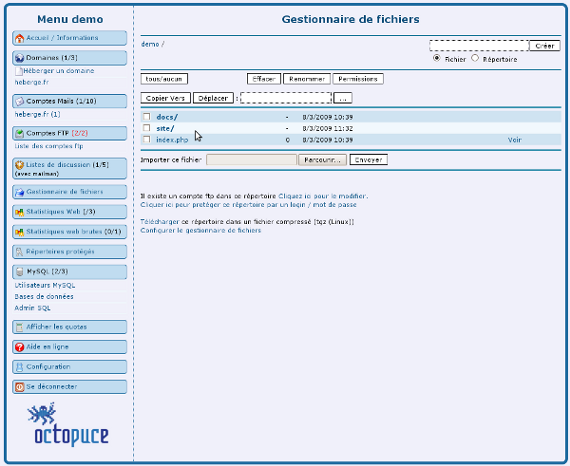 Menu demo
Accueil / Informations
Domaines (1/3)
Héberger un domaine
heberge.fr
Comptes Mails (1/10)
heberge.fr (1)
Comptes FTP (2/2)
Liste des comptes ftp
Listes de discussion (1/5)
(avec mailman)
Gestionnaire de fichiers
Statistiques Web (/3)
Statistiques web brutes (0/1)
Répertoires protégés
MySQL (2/3)
Utilisateurs MySQL
Bases de données
Admin SQL
Afficher les quotas
Aide en ligne
Configuration
Se déconnecter
octopuce
Gestionnaire de fichiers
demo /
Créer
Fichier Répertoire
tous/aucun Effacer Renommer Permissions
Copier Vers Déplacer : ...
docs/ - 8/3/2009 10:39
site/ - 8/3/2009 11:32
index.php 0 8/3/2009 10:39 Voir
Importer ce fichier Parcourir... Envoyer
Il existe un compte ftp dans ce répertoire Cliquez ici pour le modifier.
Cliquer ici pour protéger ce répertoire par un login / mot de passe
Télécharger ce répertoire dans un fichier compressé [tgz (Linux)]
Configurer le gestionnaire de fichiers